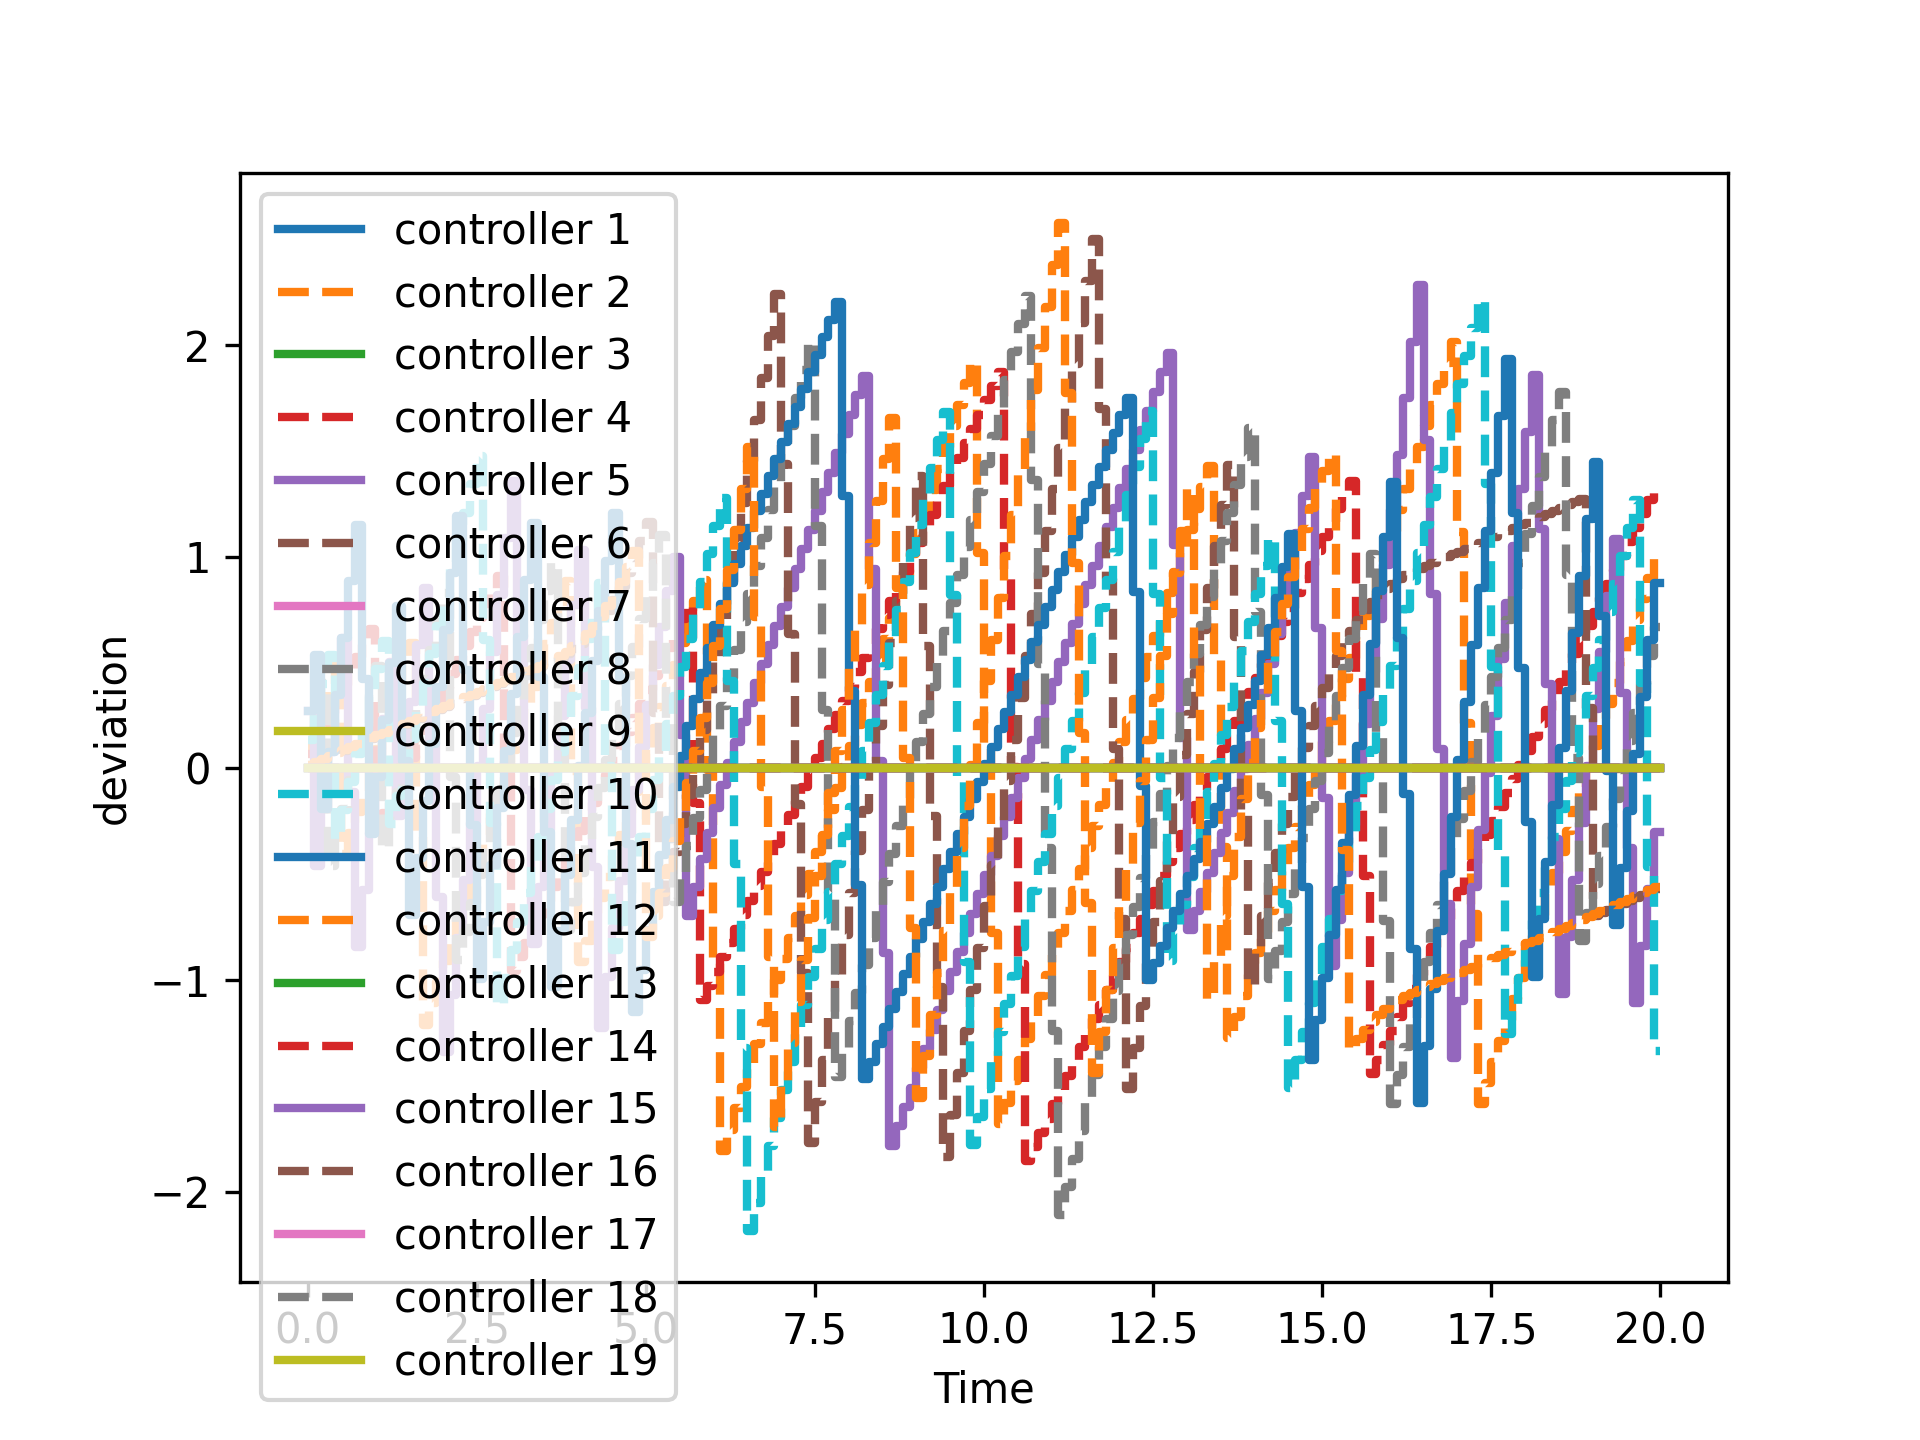 controller 1
controller 2
controller 3
controller 4
controller 5
controller 6
controller 7
controller 8
controller 9
controller 10
controller 11
controller 12
controller 13
controller 14
controller 15
controller 16
controller 17
controller 18
controller 19
deviation
2
1
0
−1
−2
0.0 2.5 5.0 7.5 10.0 12.5 15.0 17.5 20.0
Time